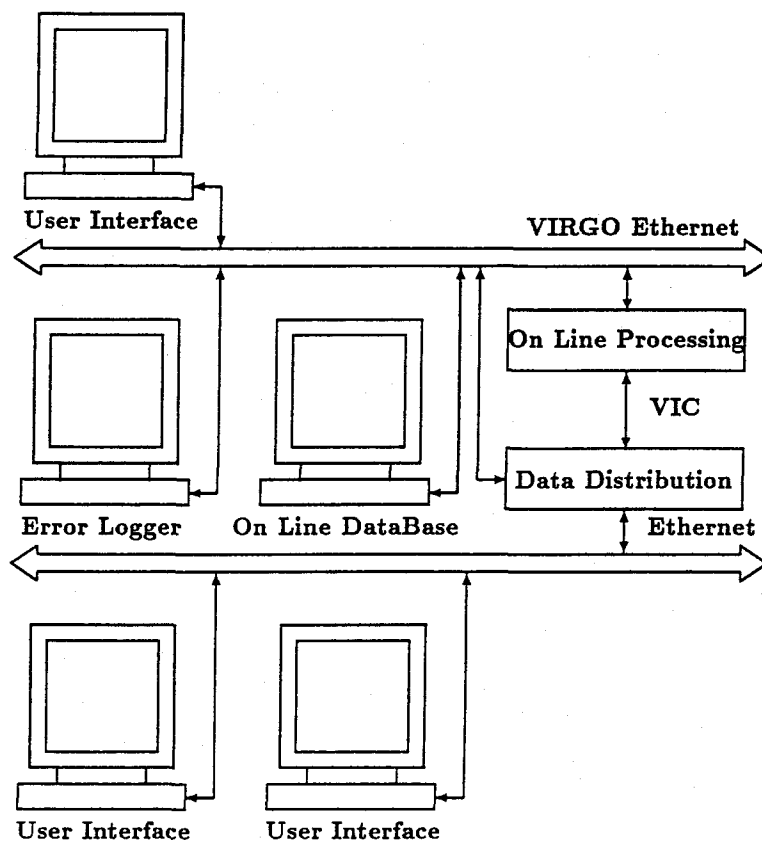 User Interface
VIRGO Ethernet
On Line Processing
VIC
Data Distribution
Error Logger
On Line DataBase
Ethernet
User Interface
User Interface